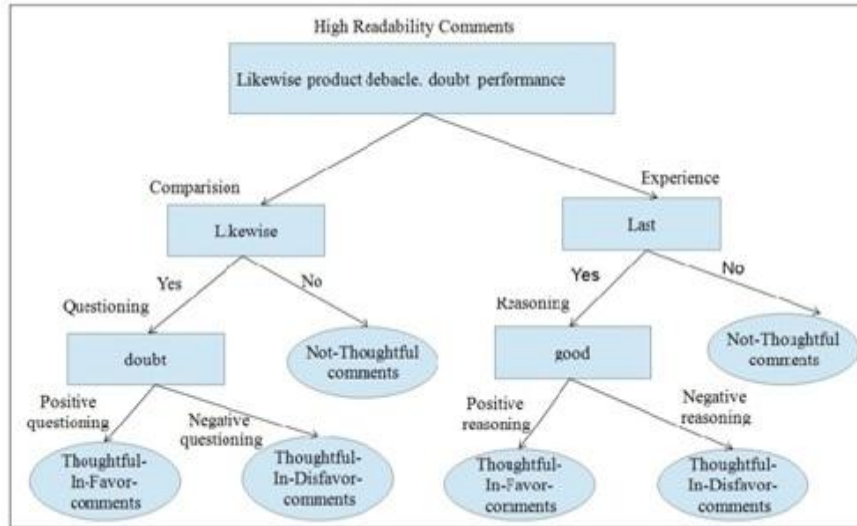 High Readability Comments
Likewise product debacle. doubt performance
Comparision
Experience
Likewise
Last
Yes
No
Yes
No
Questioning
Reasoning
doubt
Not-Thoughtful
comments
good
Not-Thoughtful
comments
Positive
questioning
Negative
questioning
Positive
reasoning
Negative
reasoning
Thoughtful-
In-Favor-
comments
Thoughtful-
In-Disfavor-
comments
Thoughtful-
In-Favor-
comments
Thoughtful-
In-Disfavor-
comments